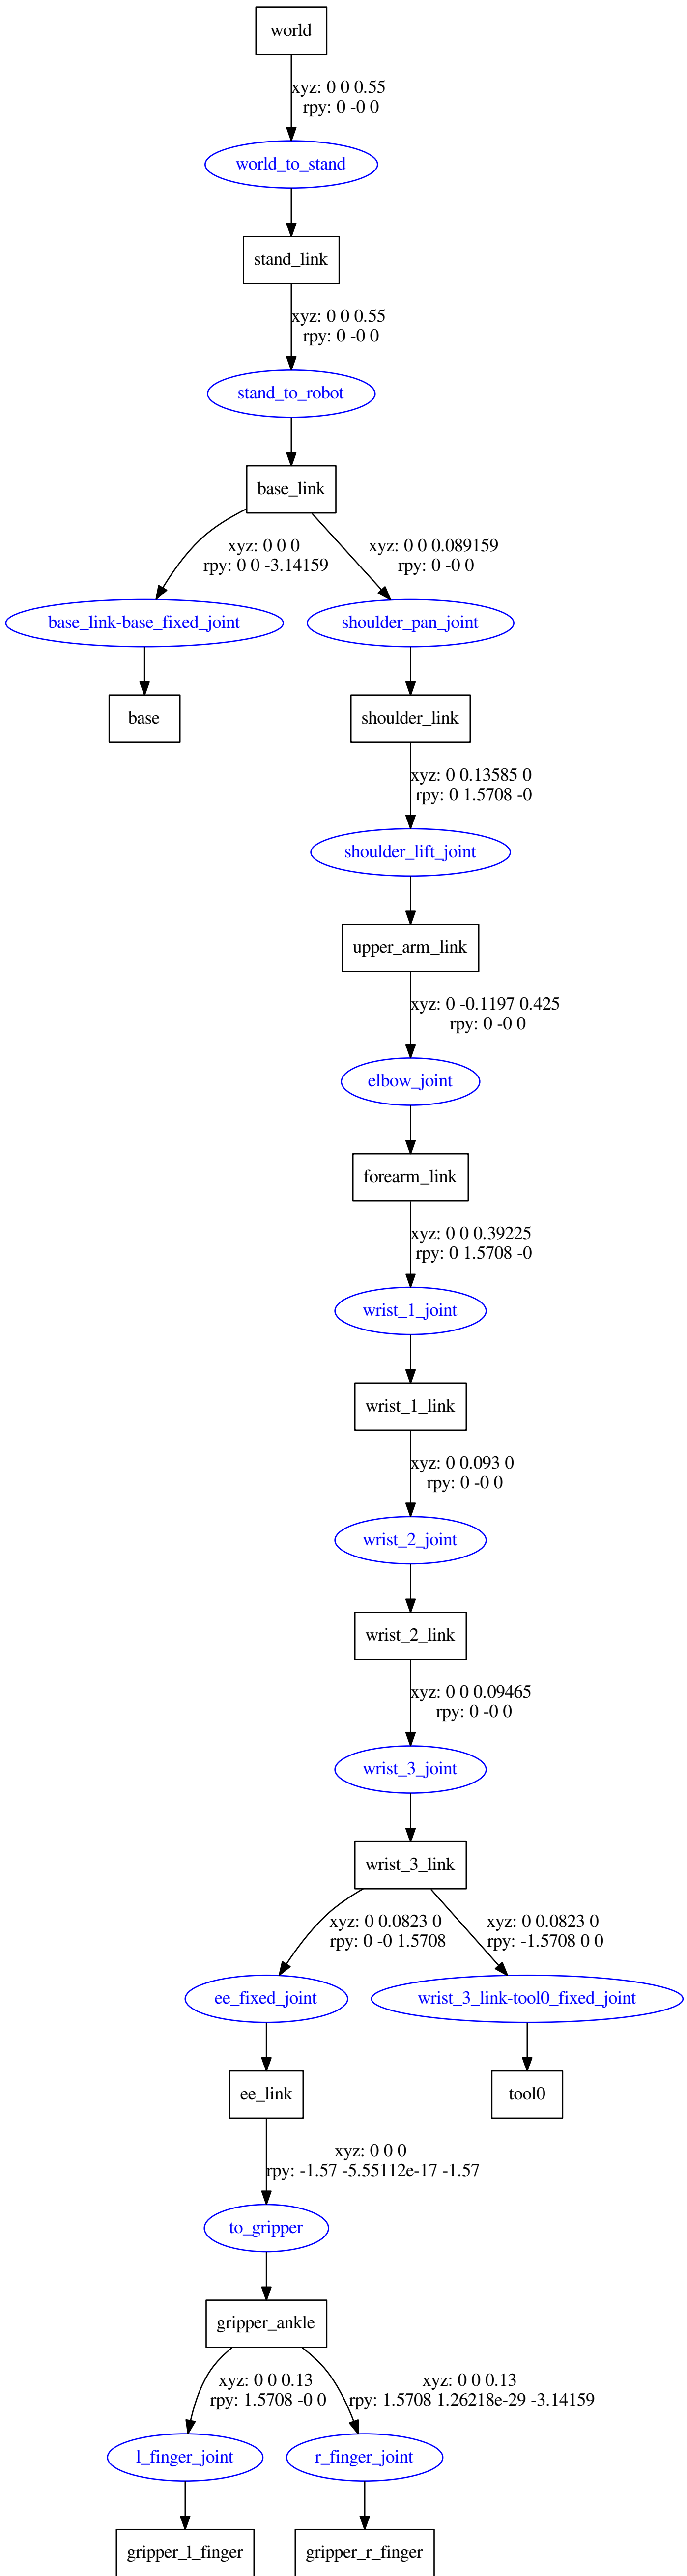 world
xyz: 0 0 0.55
rpy: 0 -0 0
world_to_stand
stand_link
xyz: 0 0 0.55
rpy: 0 -0 0
stand_to_robot
base_link
xyz: 0 0 0
rpy: 0 0 -3.14159
xyz: 0 0 0.089159
rpy: 0 -0 0
base_link-base_fixed_joint
shoulder_pan_joint
base
shoulder_link
xyz: 0 0.13585 0
rpy: 0 1.5708 -0
shoulder_lift_joint
upper_arm_link
xyz: 0 -0.1197 0.425
rpy: 0 -0 0
elbow_joint
forearm_link
xyz: 0 0 0.39225
rpy: 0 1.5708 -0
wrist_1_joint
wrist_1_link
xyz: 0 0.093 0
rpy: 0 -0 0
wrist_2_joint
wrist_2_link
xyz: 0 0 0.09465
rpy: 0 -0 0
wrist_3_joint
wrist_3_link
xyz: 0 0.0823 0
rpy: 0 -0 1.5708
xyz: 0 0.0823 0
rpy: -1.5708 0 0
ee_fixed_joint
wrist_3_link-tool0_fixed_joint
ee_link
tool0
xyz: 0 0 0
rpy: -1.57 -5.55112e-17 -1.57
to_gripper
gripper_ankle
xyz: 0 0 0.13
rpy: 1.5708 -0 0
xyz: 0 0 0.13
rpy: 1.5708 1.26218e-29 -3.14159
l_finger_joint
r_finger_joint
gripper_l_finger
gripper_r_finger